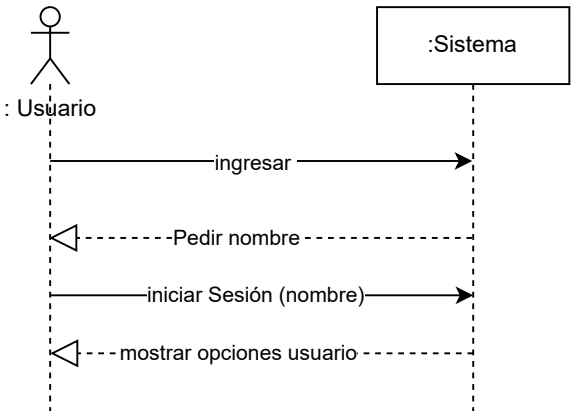 :Sistema
: Usuario
ingresar
Pedir nombre
iniciar Sesión (nombre)
mostrar opciones usuario